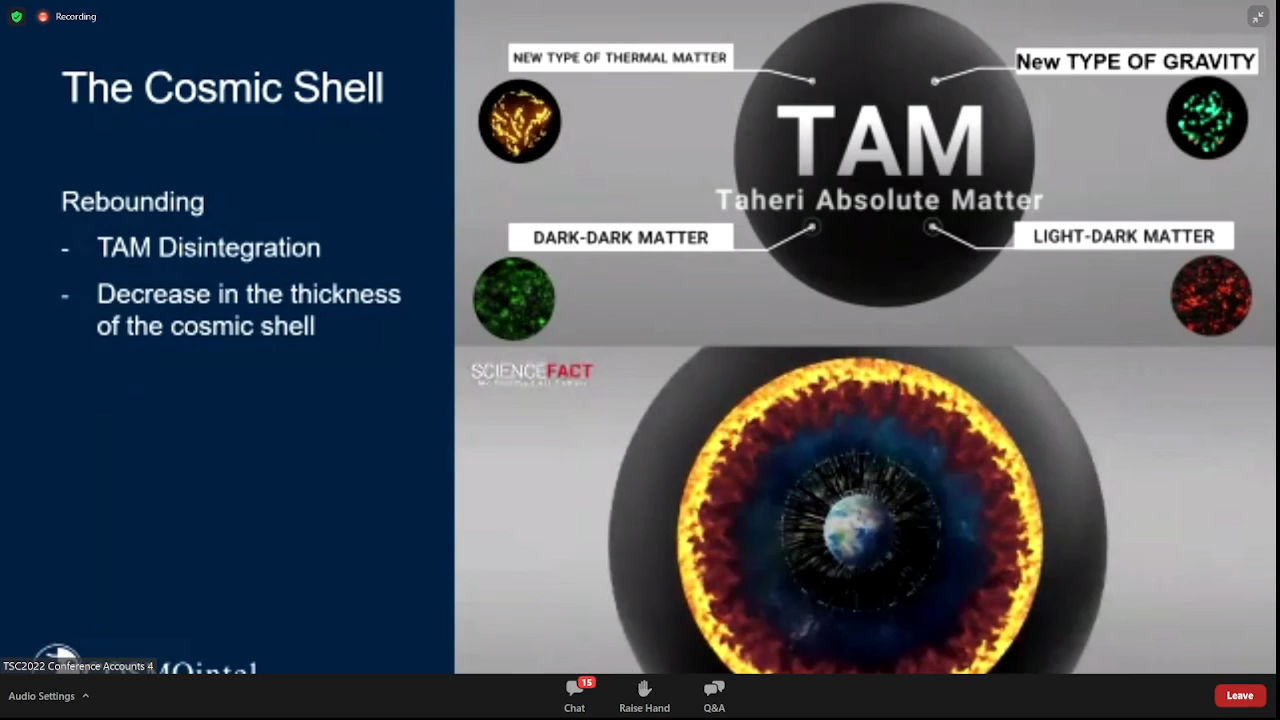 Recording
The Cosmic Shell
Rebounding
- TAM Disintegration
- Decrease in the thickness
of the cosmic shell
NEW TYPE OF THERMAL MATTER
New TYPE OF GRAVITY
TAM
Taheri Absolute Matter
DARK-DARK MATTER
LIGHT-DARK MATTER
SCIENCEFACT
TSC2022 Conference Accounts 4
Audio Settings
15
Chat
Raise Hand
Q&A
Leave